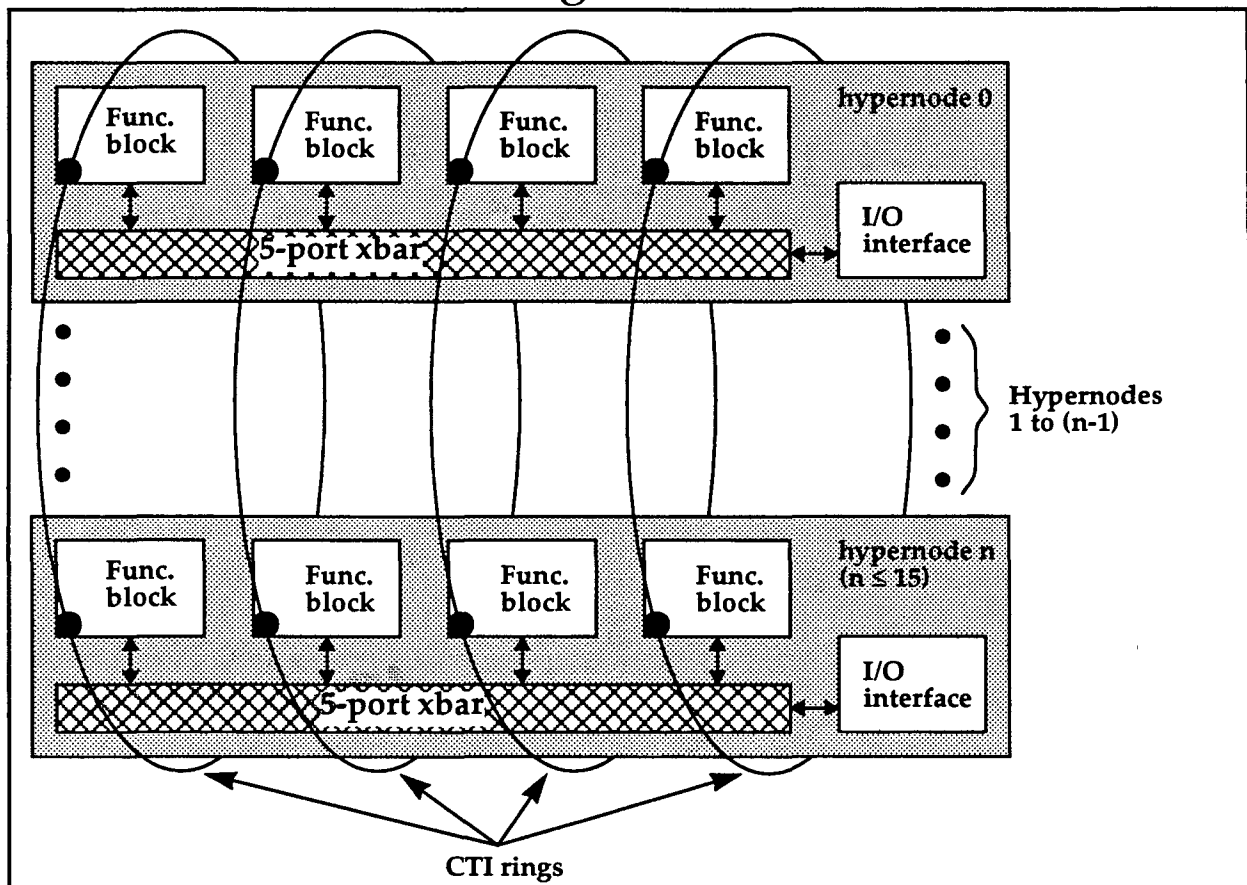 hypernode 0
Func.
block
Func.
block
Func.
block
Func.
block
I/O
interface
5-port xbar
Hypernodes
1 to (n-1)
hypernode n
(n ≤ 15)
Func.
block
Func.
block
Func.
block
Func.
block
I/O
interface
5-port xbar
CTI rings